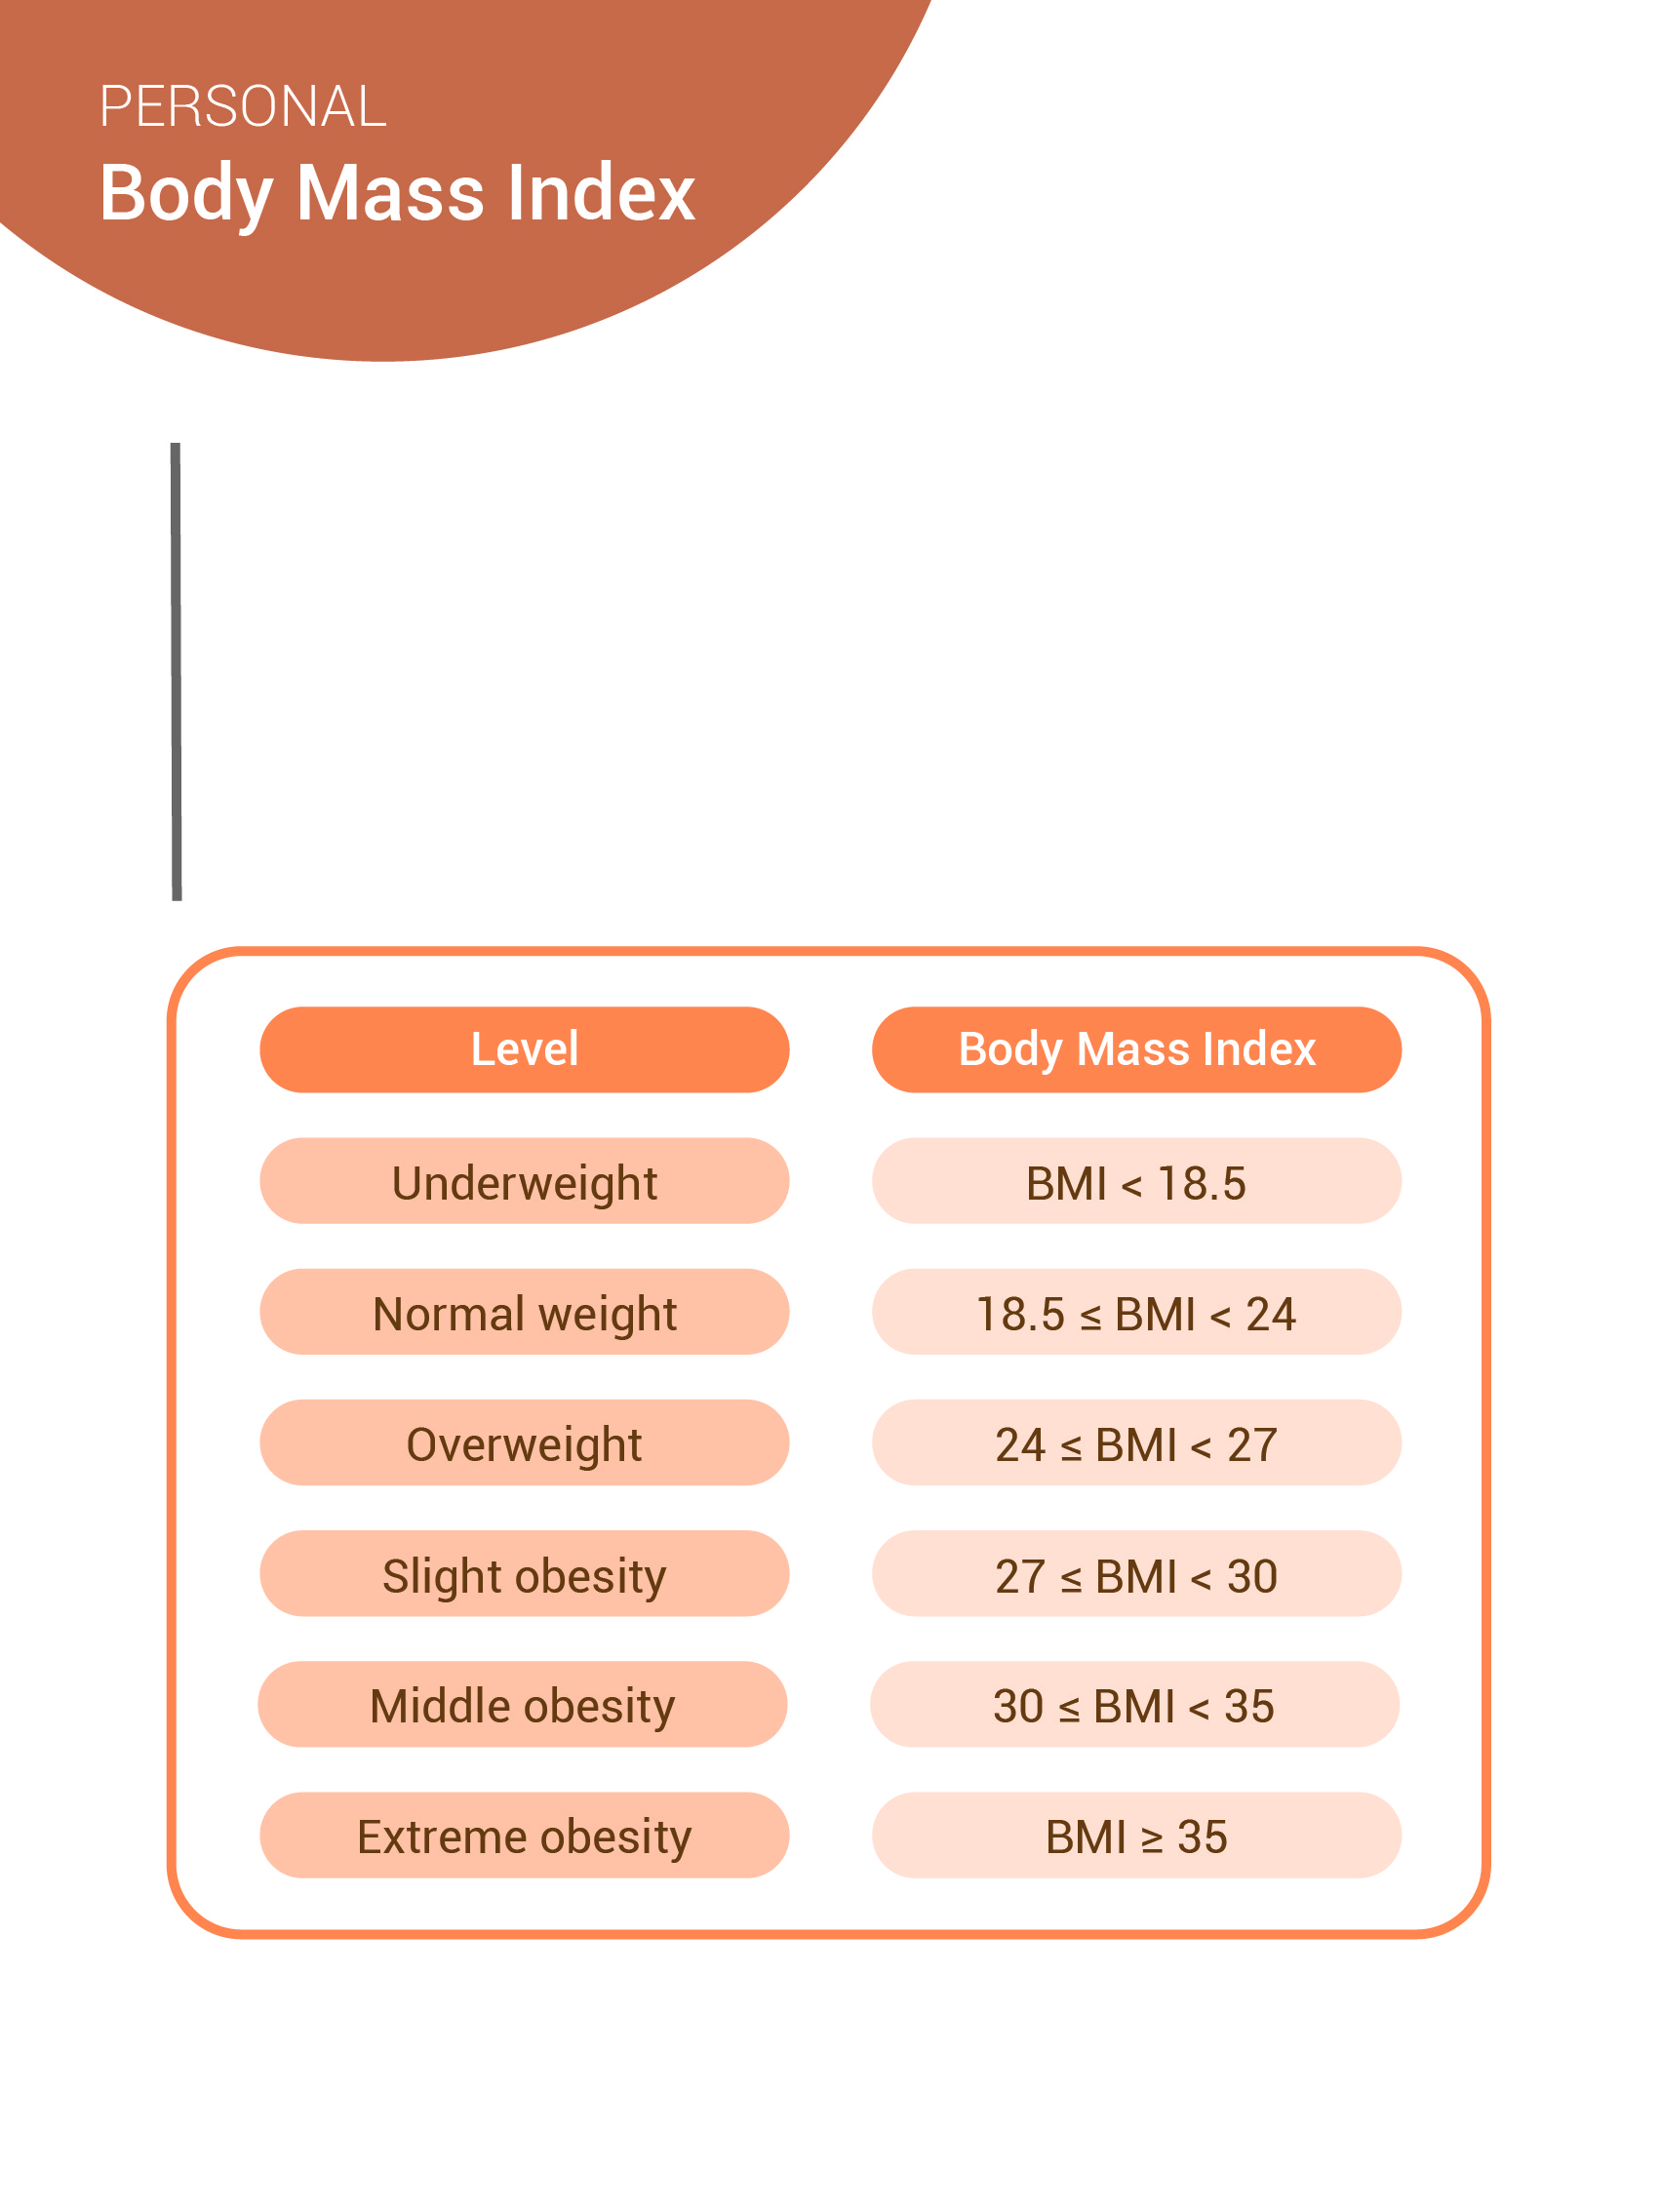 PERSONAL
Body Mass Index
Level Body Mass Index
Underweight BMI < 18.5
Normal weight 18.5 ≤ BMI < 24
Overweight 24 ≤ BMI < 27
Slight obesity 27 ≤ BMI < 30
Middle obesity 30 ≤ BMI < 35
Extreme obesity BMI ≥ 35